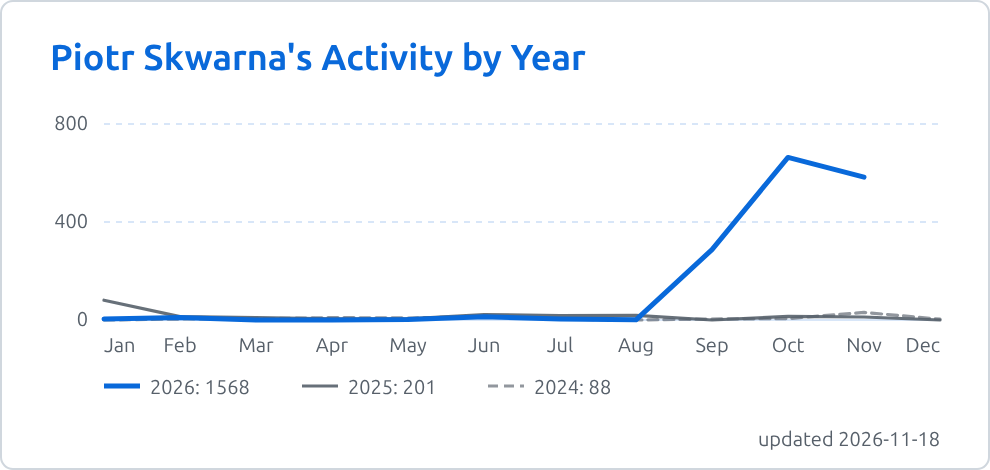 Piotr Skwarna's Activity by Year
800
400
0
Jan Feb Mar Apr May Jun Jul Aug Sep Oct Nov Dec
2026: 1568 2025: 201 2024: 88
updated 2026-11-18